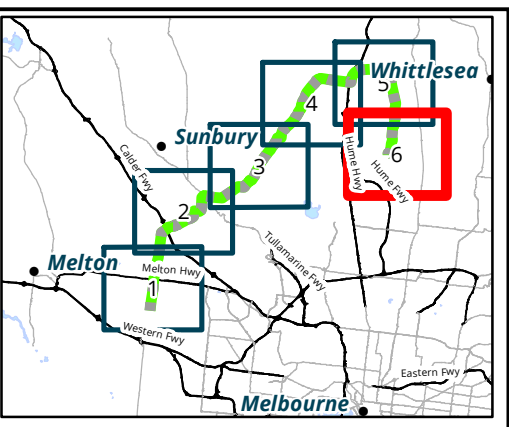 Whittlesea
5
4
Sunbury
Hume Hwy
6
Calder Fwy
3
Hume Fwy
2
Tullamarine Fwy
Melton
Melton Hwy
1
Western Fwy
Eastern Fwy
Melbourne